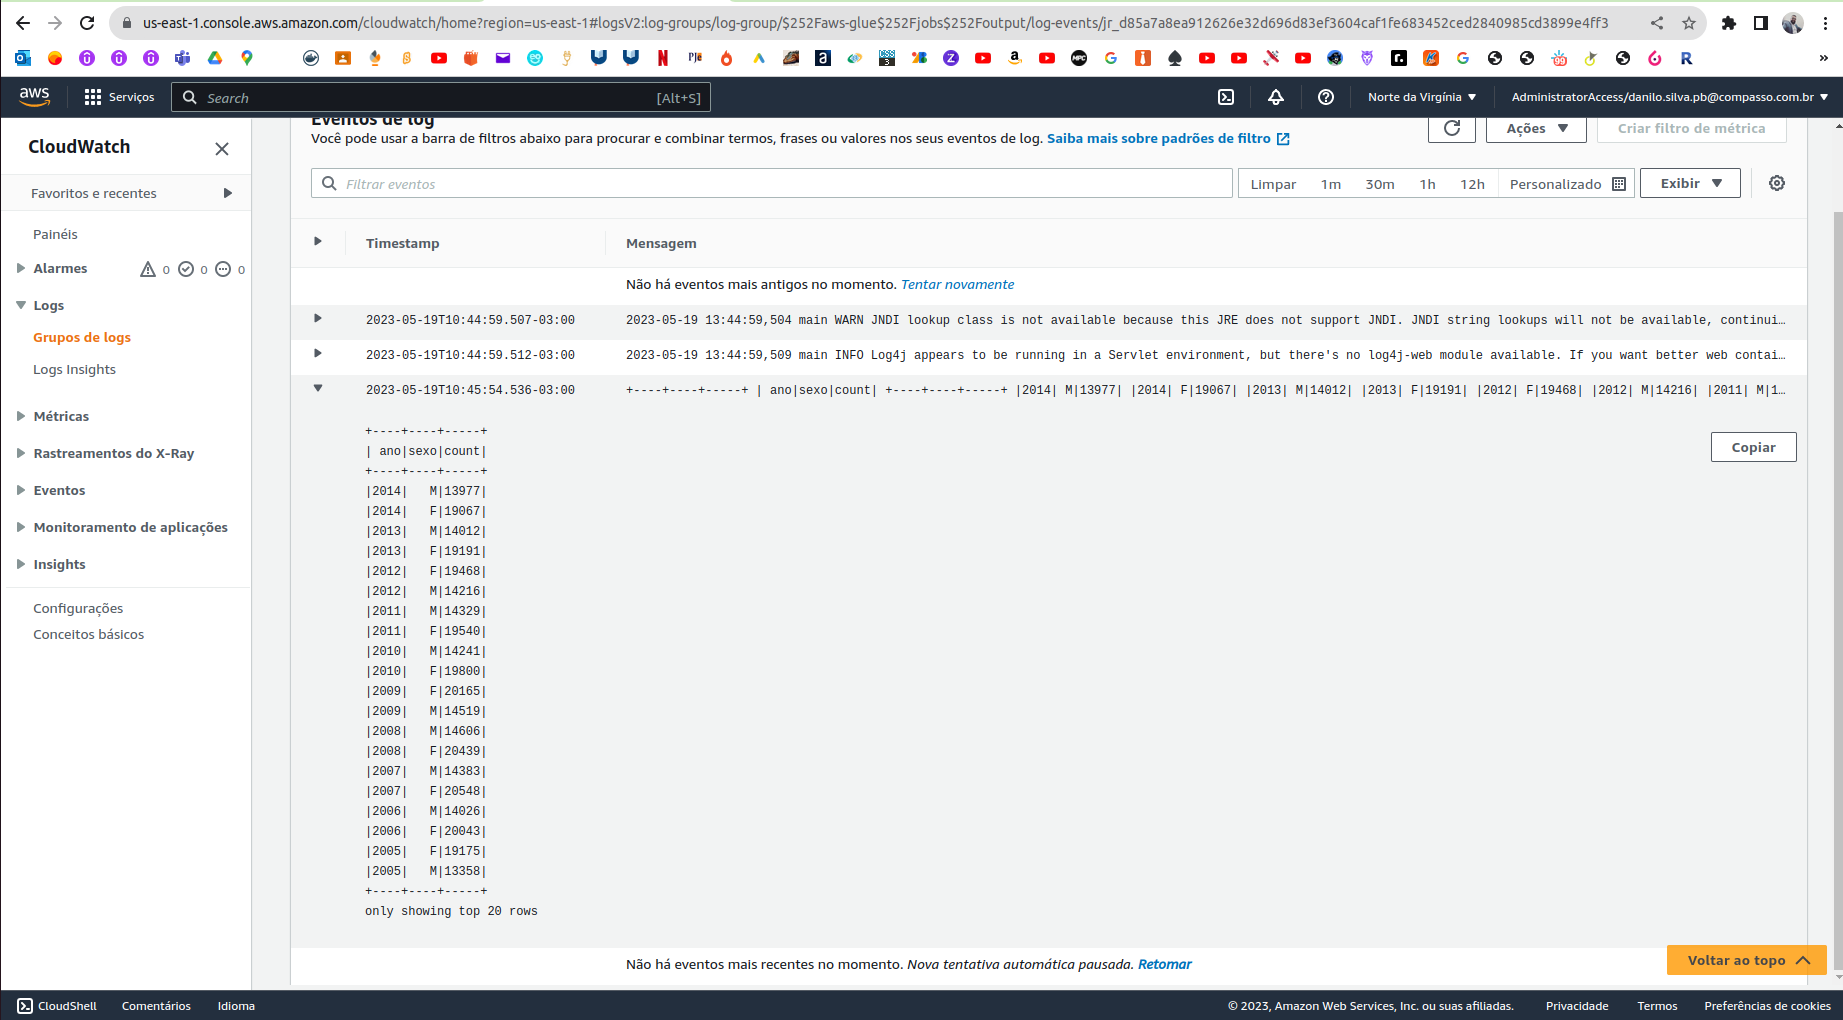 us-east-1.console.aws.amazon.com/cloudwatch/home?region=us-east-1#logsV2:log-groups/log-group/$252Faws-glue$252Fjobs$252Foutput/log-events/jr_d85a7a8ea912626e32d696d83ef3604caf1fe683452ced2840985cd3899e4ff3
aws Serviços Search [Alt+S] Norte da Virgínia AdministratorAccess/danilo.silva.pb@compasso.com.br
CloudWatch
Favoritos e recentes
Painéis
Alarmes 0 0 0
Logs
Grupos de logs
Logs Insights
Métricas
Rastreamentos do X-Ray
Eventos
Monitoramento de aplicações
Insights
Configurações
Conceitos básicos
Eventos de log
Você pode usar a barra de filtros abaixo para procurar e combinar termos, frases ou valores nos seus eventos de log. Saiba mais sobre padrões de filtro
Ações Criar filtro de métrica
Filtrar eventos Limpar 1m 30m 1h 12h Personalizado Exibir
Timestamp Mensagem
Não há eventos mais antigos no momento. Tentar novamente
2023-05-19T10:44:59.507-03:00 2023-05-19 13:44:59,504 main WARN JNDI lookup class is not available because this JRE does not support JNDI. JNDI string lookups will not be available, continui…
2023-05-19T10:44:59.512-03:00 2023-05-19 13:44:59,509 main INFO Log4j appears to be running in a Servlet environment, but there's no log4j-web module available. If you want better web contai…
2023-05-19T10:45:54.536-03:00 +----+----+-----+ | ano|sexo|count| +----+----+-----+ |2014| M|13977| |2014| F|19067| |2013| M|14012| |2013| F|19191| |2012| F|19468| |2012| M|14216| |2011| M|1…
Copiar
+----+----+-----+
| ano|sexo|count|
+----+----+-----+
|2014|   M|13977|
|2014|   F|19067|
|2013|   M|14012|
|2013|   F|19191|
|2012|   F|19468|
|2012|   M|14216|
|2011|   M|14329|
|2011|   F|19540|
|2010|   M|14241|
|2010|   F|19800|
|2009|   F|20165|
|2009|   M|14519|
|2008|   M|14606|
|2008|   F|20439|
|2007|   M|14383|
|2007|   F|20548|
|2006|   M|14026|
|2006|   F|20043|
|2005|   F|19175|
|2005|   M|13358|
+----+----+-----+
only showing top 20 rows
Não há eventos mais recentes no momento. Nova tentativa automática pausada. Retomar
Voltar ao topo
CloudShell Comentários Idioma © 2023, Amazon Web Services, Inc. ou suas afiliadas. Privacidade Termos Preferências de cookies